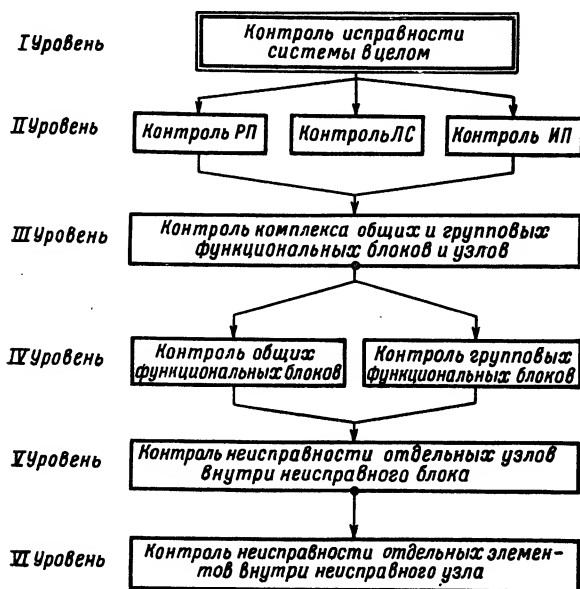 I Уровень
Контроль исправности
системы в целом
II Уровень
Контроль РП
Контроль ЛС
Контроль ИП
III Уровень
Контроль комплекса общих и групповых
функциональных блоков и узлов
IV Уровень
Контроль общих
функциональных блоков
Контроль групповых
функциональных блоков
V Уровень
Контроль неисправности отдельных узлов
внутри неисправного блока
VI Уровень
Контроль неисправности отдельных элемен-
тов внутри неисправного узла